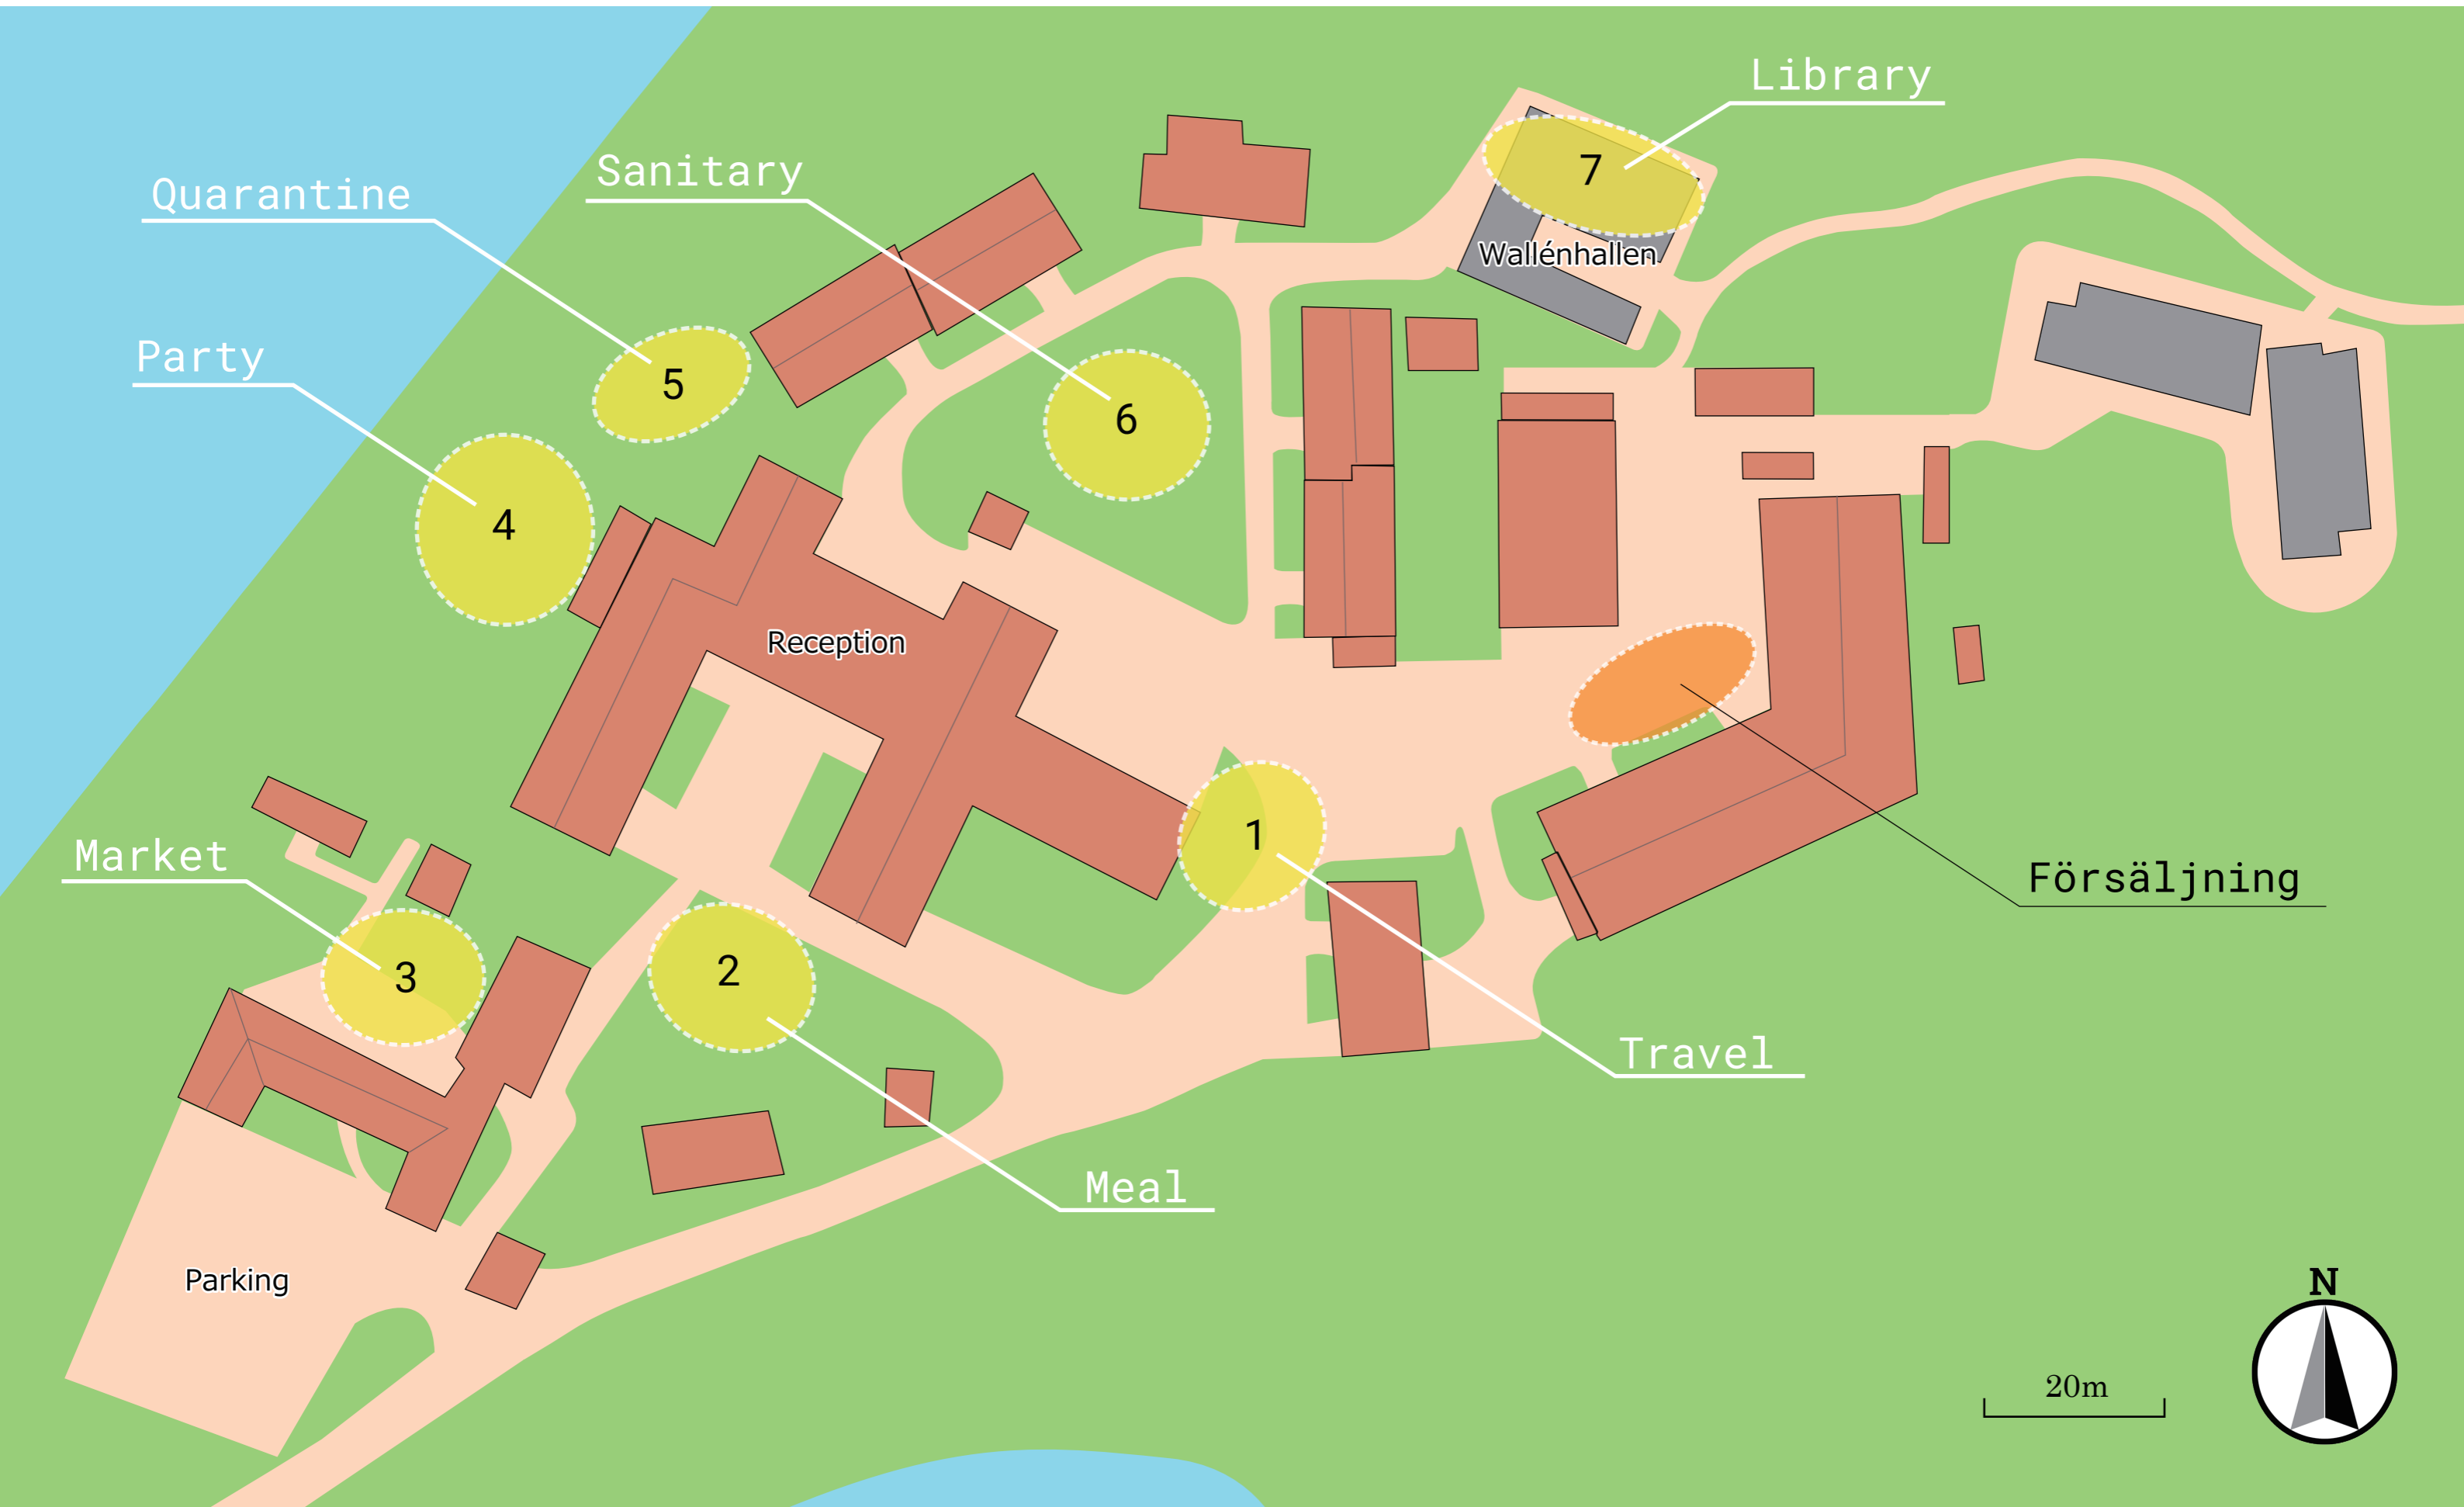 Library
Sanitary
7
Quarantine
Wallénhallen
Party
5
6
4
Reception
1
Market
Försäljning
2
3
Travel
Meal
Parking
N
20m